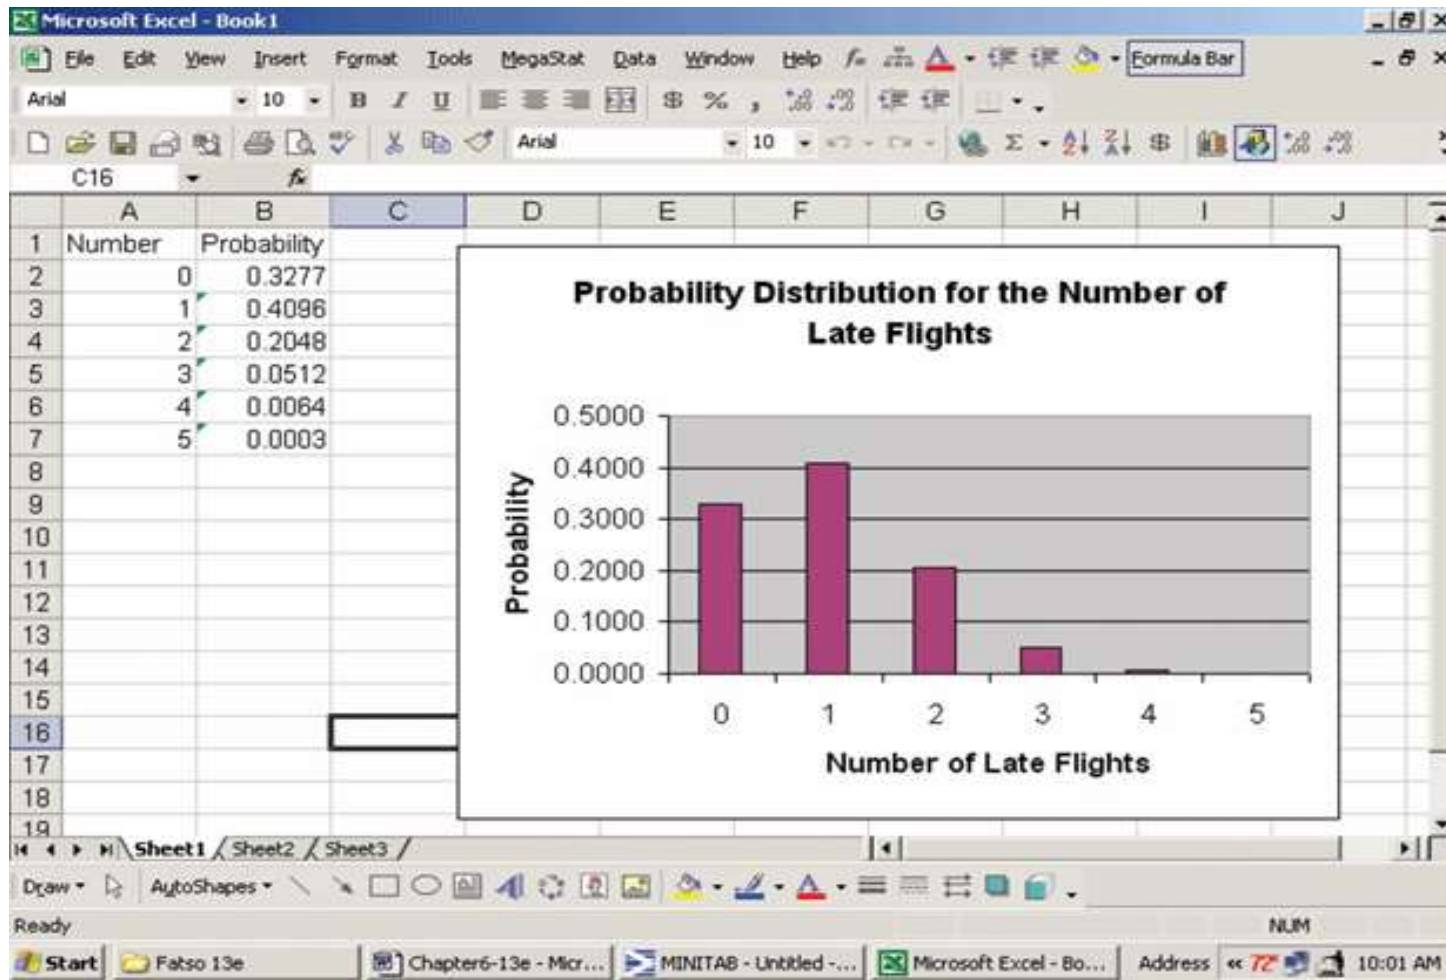 Microsoft Excel - Book1
File Edit View Insert Format Tools MegaStat Data Window Help Formula Bar
Arial 10 B I U $ % ,
Arial 10 Σ $
C16 fx
A B C D E F G H I J
1 Number Probability
2 0 0.3277
3 1 0.4096
4 2 0.2048
5 3 0.0512
6 4 0.0064
7 5 0.0003
8
9
10
11
12
13
14
15
16
17
18
19
Probability Distribution for the Number of
Late Flights
Probability
0.5000
0.4000
0.3000
0.2000
0.1000
0.0000
0 1 2 3 4 5
Number of Late Flights
Sheet1 Sheet2 Sheet3
Draw AutoShapes
Ready NUM
Start Fatso 13e Chapter6-13e - Micr... MINITAB - Untitled -... Microsoft Excel - Bo... Address « 10:01 AM